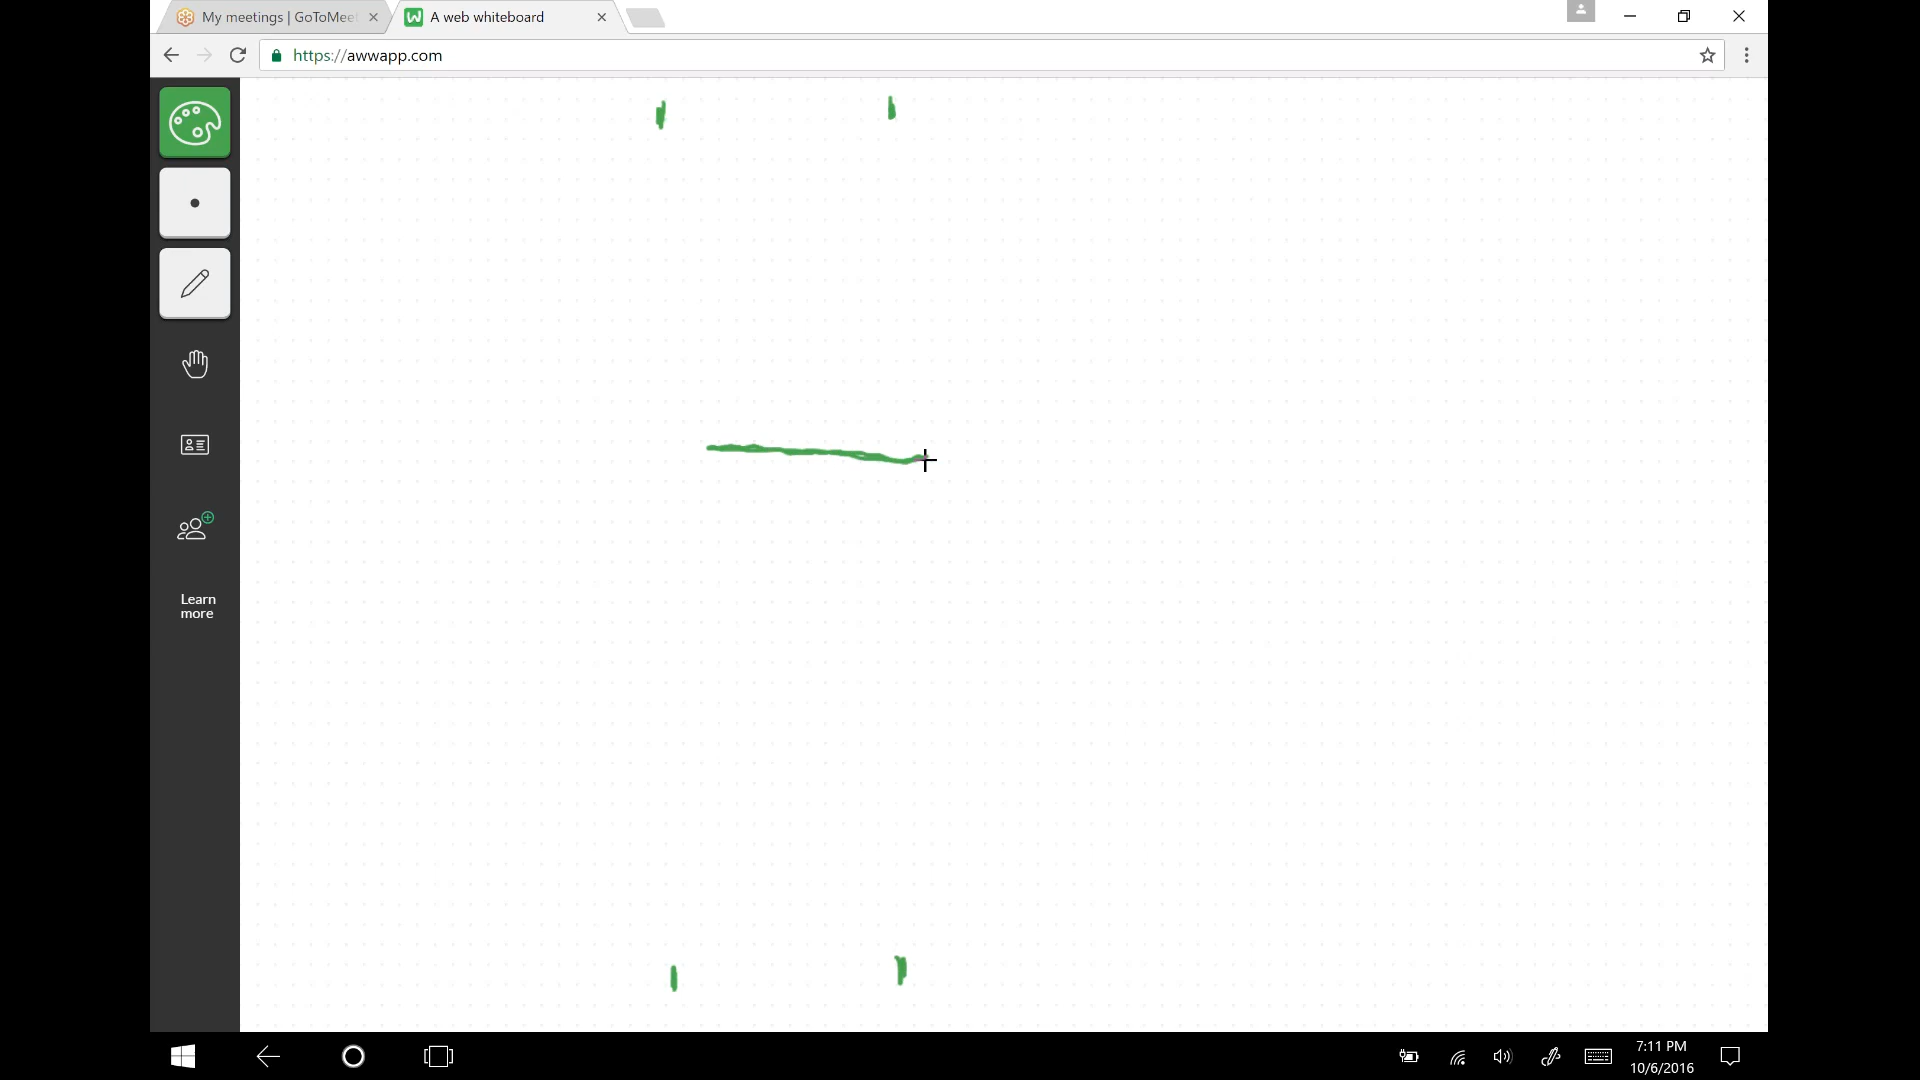 My meetings | GoToMeet
A web whiteboard
https://awwapp.com
Learn
more
7:11 PM
10/6/2016